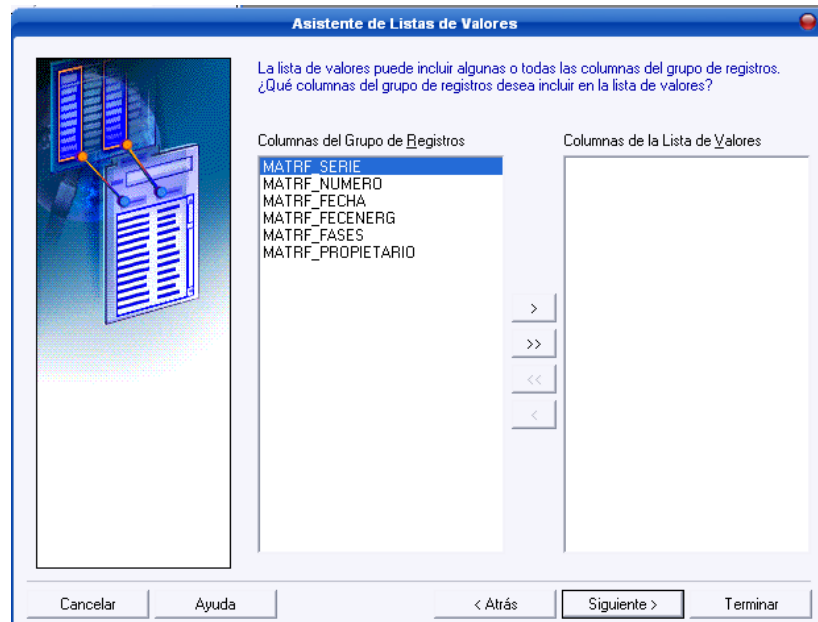 Asistente de Listas de Valores
La lista de valores puede incluir algunas o todas las columnas del grupo de registros.
¿Qué columnas del grupo de registros desea incluir en la lista de valores?
Columnas del Grupo de Registros
Columnas de la Lista de Valores
MATRF_SERIE
MATRF_NUMERO
MATRF_FECHA
MATRF_FECENERG
MATRF_FASES
MATRF_PROPIETARIO
>
>>
<<
<
Cancelar
Ayuda
< Atrás
Siguiente >
Terminar